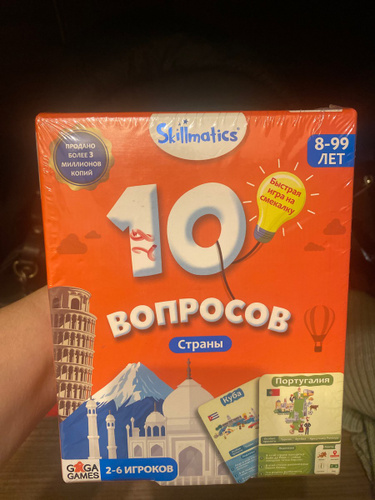 Skillmatics
ПРОДАНО
БОЛЕЕ 3
МИЛЛИОНОВ
КОПИЙ
8-99
ЛЕТ
10
Быстрая
игра на
смекалку
ВОПРОСОВ
Страны
Куба
Португалия
GAGA
GAMES
2-6 ИГРОКОВ